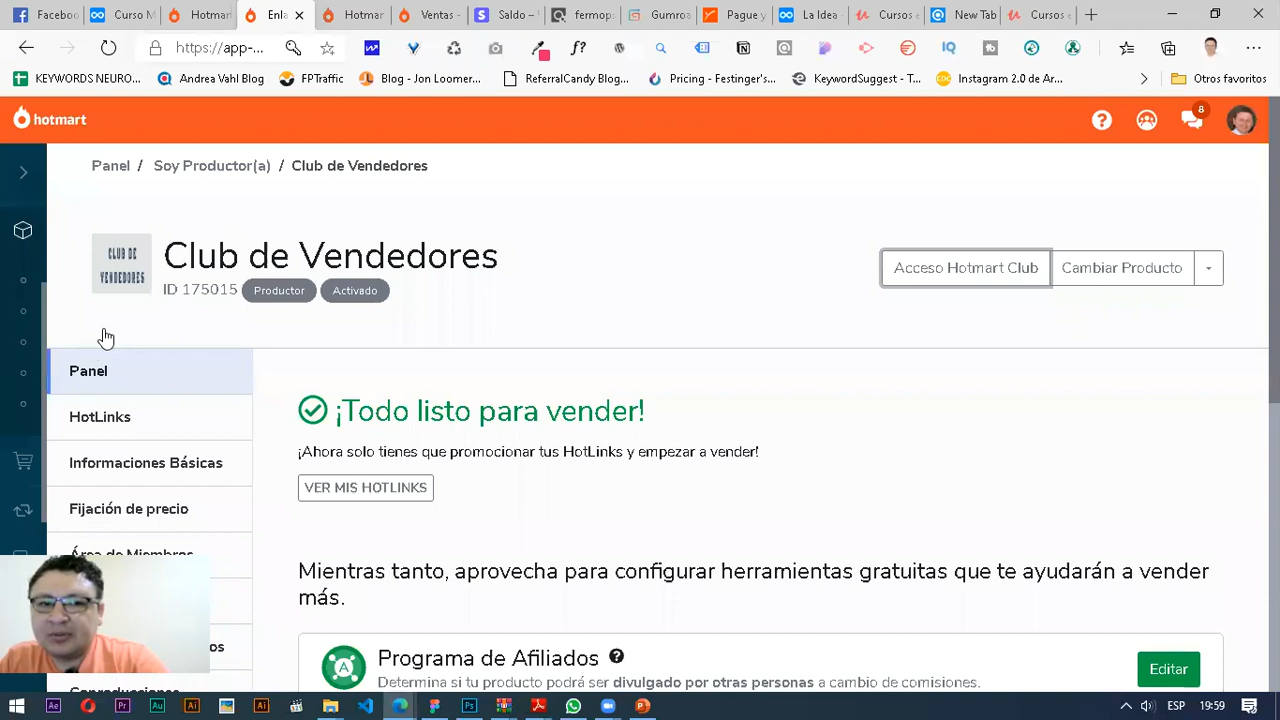 Facebo
Curso M
Hotmar
Enla
Hotmart
Ventas -
Saldo –
fermop
Gumroa
Pague y
La Idea
Cursos e
New Tab
Cursos e
https://app-...
ESP
KEYWORDS NEURO...
Andrea Vahl Blog
FPTraffic
Blog - Jon Loomer...
ReferralCandy Blog...
Pricing - Festinger's...
KeywordSuggest - T...
Instagram 2.0 de Ar...
Otros favoritos
hotmart
8
Panel / Soy Productor(a) / Club de Vendedores
CLUB DE
VENDEDORES
Club de Vendedores
ID 175015 Productor Activado
Acceso Hotmart Club
Cambiar Producto
Panel
HotLinks
Informaciones Básicas
Fijación de precio
Área de Miembros
¡Todo listo para vender!
¡Ahora solo tienes que promocionar tus HotLinks y empezar a vender!
VER MIS HOTLINKS
Mientras tanto, aprovecha para configurar herramientas gratuitas que te ayudarán a vender
más.
Programa de Afiliados
Determina si tu producto podrá ser divulgado por otras personas a cambio de comisiones.
Editar
Coproducciones
19:59